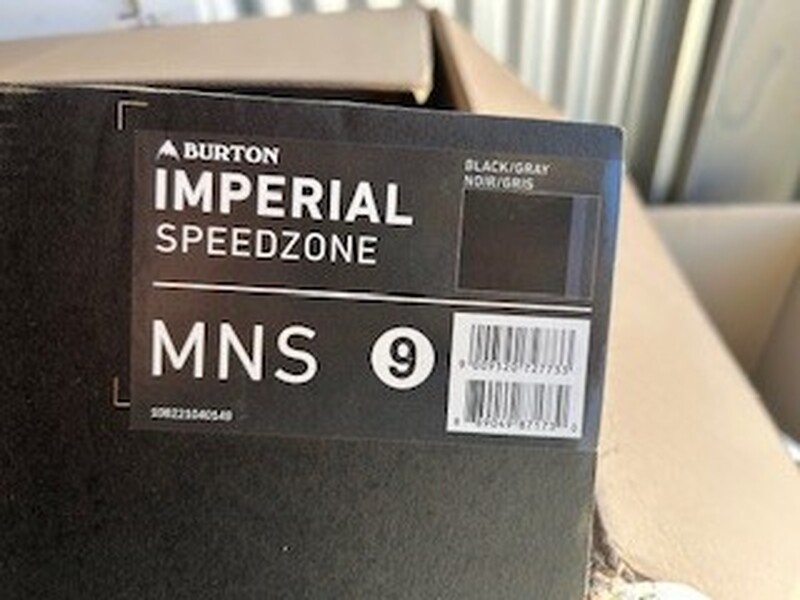 BURTON
IMPERIAL
SPEEDZONE
BLACK/GRAY
NOIR/GRIS
MNS
9